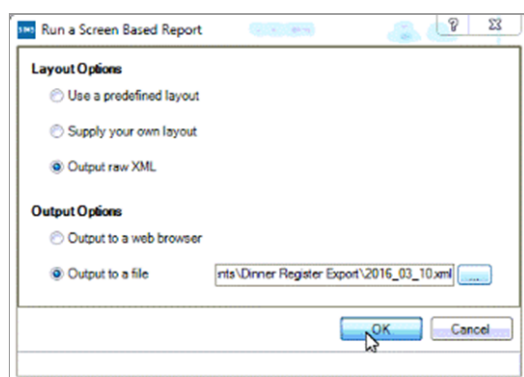 SIMS Run a Screen Based Report
Layout Options
Use a predefined layout
Supply your own layout
Output raw XML
Output Options
Output to a web browser
Output to a file nts\Dinner Register Export\2016_03_10.xml ...
OK Cancel